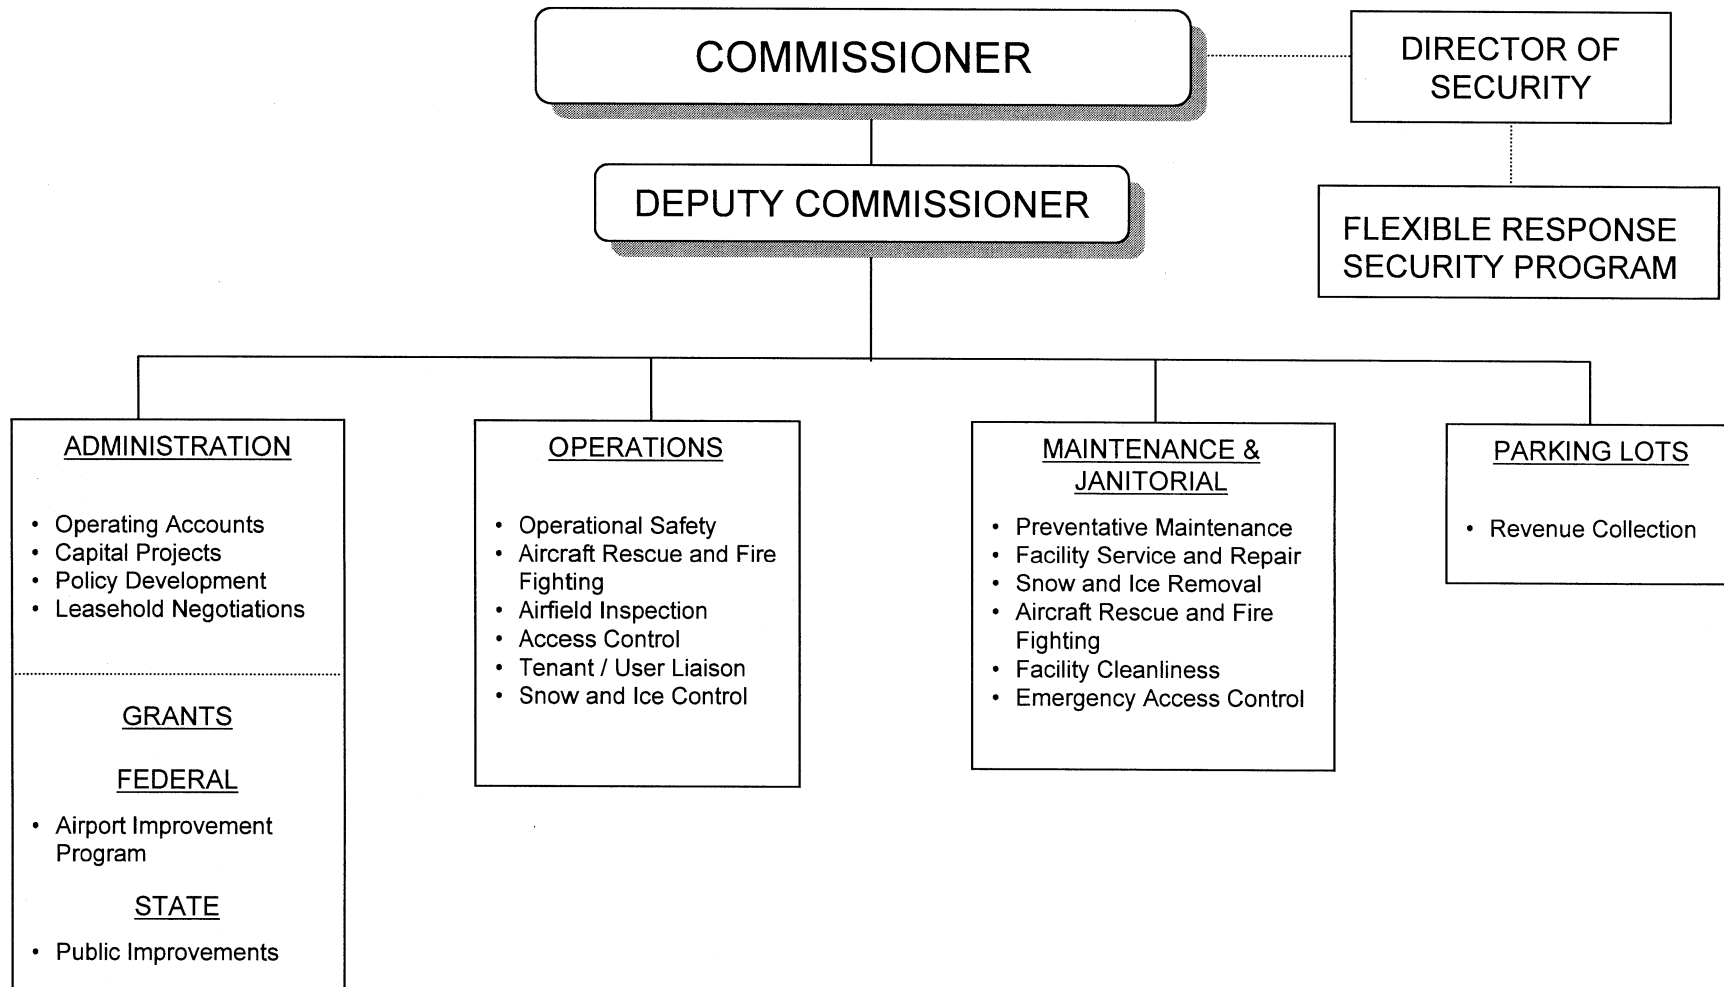 COMMISSIONER
DIRECTOR OF
SECURITY
DEPUTY COMMISSIONER
FLEXIBLE RESPONSE
SECURITY PROGRAM
ADMINISTRATION
• Operating Accounts
• Capital Projects
• Policy Development
• Leasehold Negotiations
GRANTS
FEDERAL
• Airport Improvement
Program
STATE
• Public Improvements
OPERATIONS
• Operational Safety
• Aircraft Rescue and Fire
Fighting
• Airfield Inspection
• Access Control
• Tenant / User Liaison
• Snow and Ice Control
MAINTENANCE &
JANITORIAL
• Preventative Maintenance
• Facility Service and Repair
• Snow and Ice Removal
• Aircraft Rescue and Fire
Fighting
• Facility Cleanliness
• Emergency Access Control
PARKING LOTS
• Revenue Collection